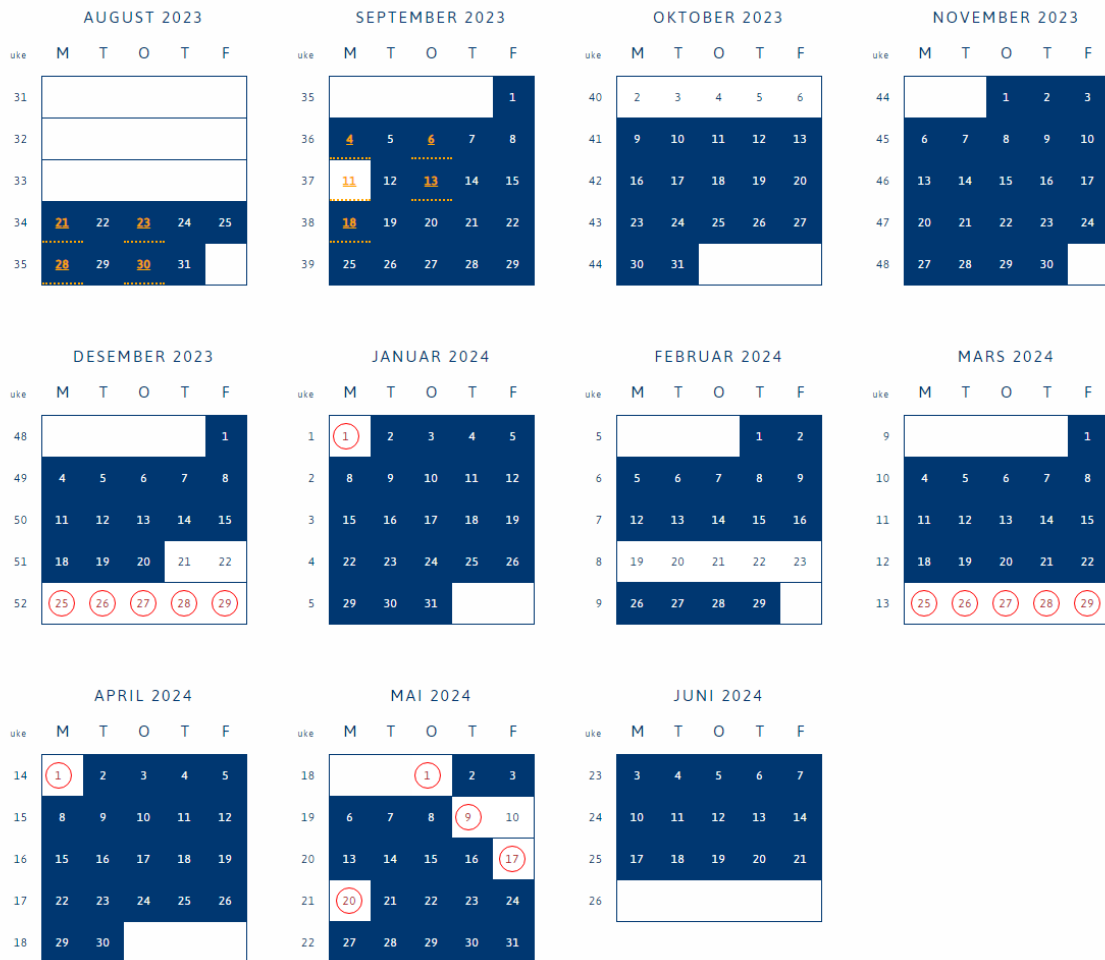 AUGUST 2023 SEPTEMBER 2023 OKTOBER 2023 NOVEMBER 2023
uke M T O T F uke M T O T F uke M T O T F uke M T O T F
31 35 1 40 2 3 4 5 6 44 1 2 3
32 36 4 5 6 7 8 41 9 10 11 12 13 45 6 7 8 9 10
33 37 11 12 13 14 15 42 16 17 18 19 20 46 13 14 15 16 17
34 21 22 23 24 25 38 18 19 20 21 22 43 23 24 25 26 27 47 20 21 22 23 24
35 28 29 30 31 39 25 26 27 28 29 44 30 31 48 27 28 29 30
DESEMBER 2023 JANUAR 2024 FEBRUAR 2024 MARS 2024
uke M T O T F uke M T O T F uke M T O T F uke M T O T F
48 1 1 1 2 3 4 5 5 1 2 9 1
49 4 5 6 7 8 2 8 9 10 11 12 6 5 6 7 8 9 10 4 5 6 7 8
50 11 12 13 14 15 3 15 16 17 18 19 7 12 13 14 15 16 11 11 12 13 14 15
51 18 19 20 21 22 4 22 23 24 25 26 8 19 20 21 22 23 12 18 19 20 21 22
52 25 26 27 28 29 5 29 30 31 9 26 27 28 29 13 25 26 27 28 29
APRIL 2024 MAI 2024 JUNI 2024
uke M T O T F uke M T O T F uke M T O T F
14 1 2 3 4 5 18 1 2 3 23 3 4 5 6 7
15 8 9 10 11 12 19 6 7 8 9 10 24 10 11 12 13 14
16 15 16 17 18 19 20 13 14 15 16 17 25 17 18 19 20 21
17 22 23 24 25 26 21 20 21 22 23 24 26
18 29 30 22 27 28 29 30 31